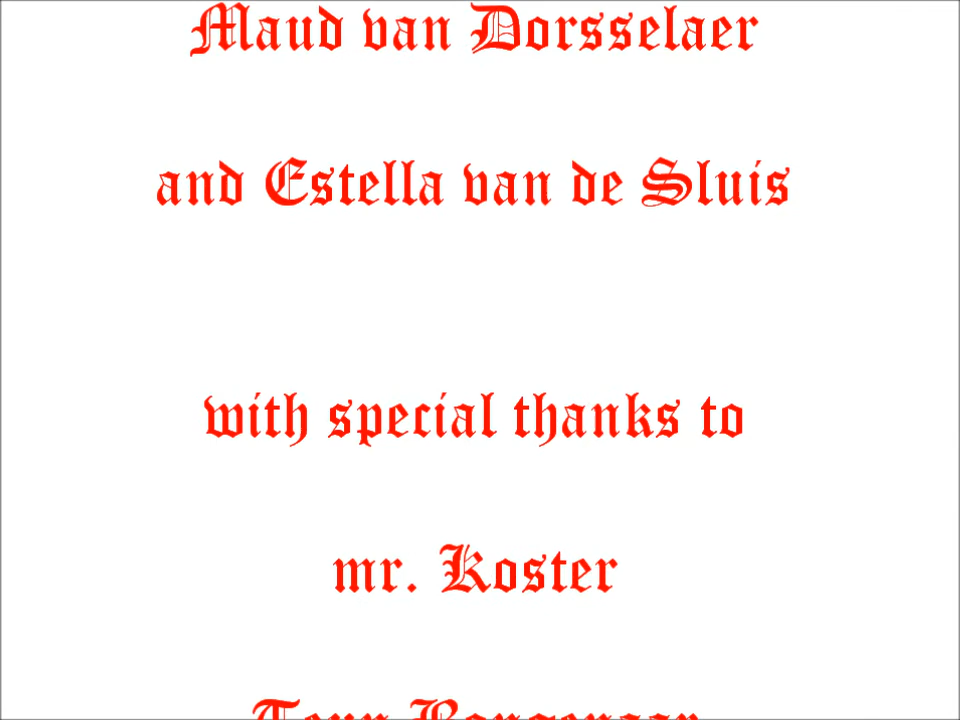 Maud van Dorsselaer
and Estella van de Sluis
with special thanks to
mr. Koster